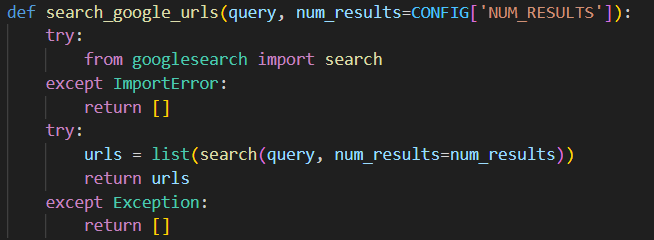 def search_google_urls(query, num_results=CONFIG['NUM_RESULTS']):
    try:
        from googlesearch import search
    except ImportError:
        return []
    try:
        urls = list(search(query, num_results=num_results))
        return urls
    except Exception:
        return []